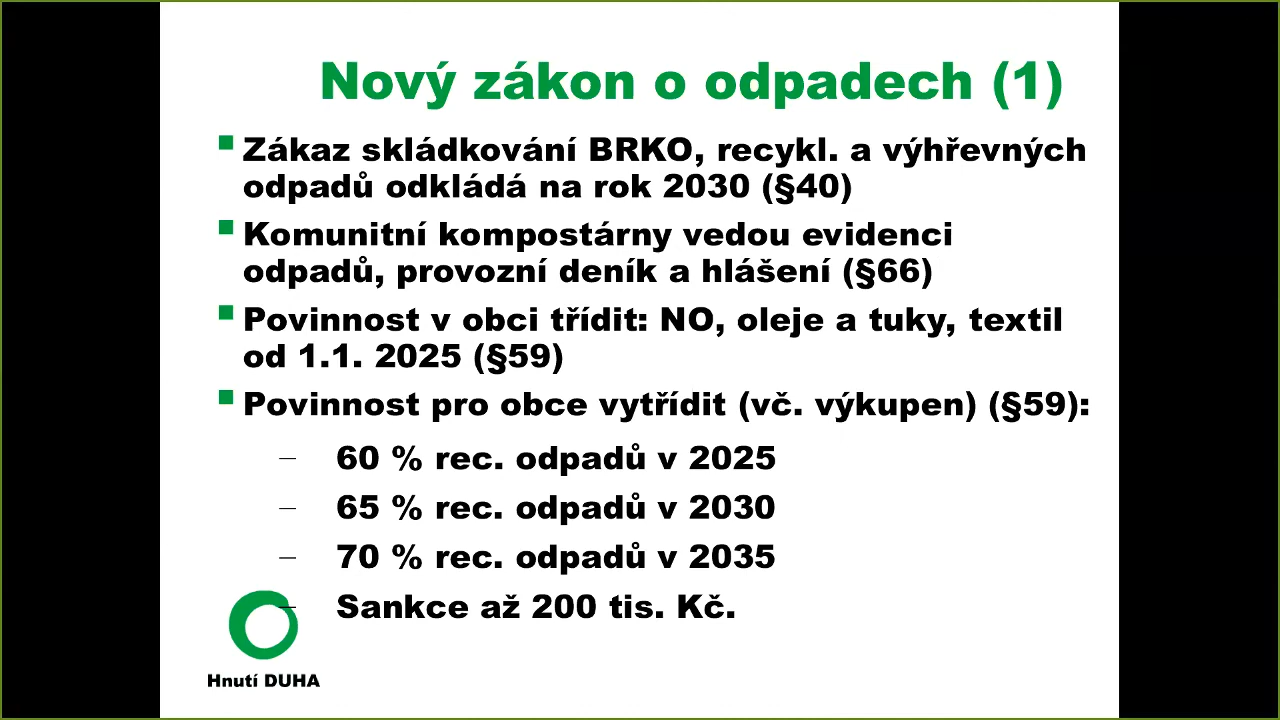 Nový zákon o odpadech (1)
Zákaz skládkování BRKO, recykl. a výhřevných
odpadů odkládá na rok 2030 (§40)
Komunitní kompostárny vedou evidenci
odpadů, provozní deník a hlášení (§66)
Povinnost v obci třídit: NO, oleje a tuky, textil
od 1.1. 2025 (§59)
Povinnost pro obce vytřídit (vč. výkupen) (§59):
– 60 % rec. odpadů v 2025
– 65 % rec. odpadů v 2030
– 70 % rec. odpadů v 2035
– Sankce až 200 tis. Kč.
Hnutí DUHA